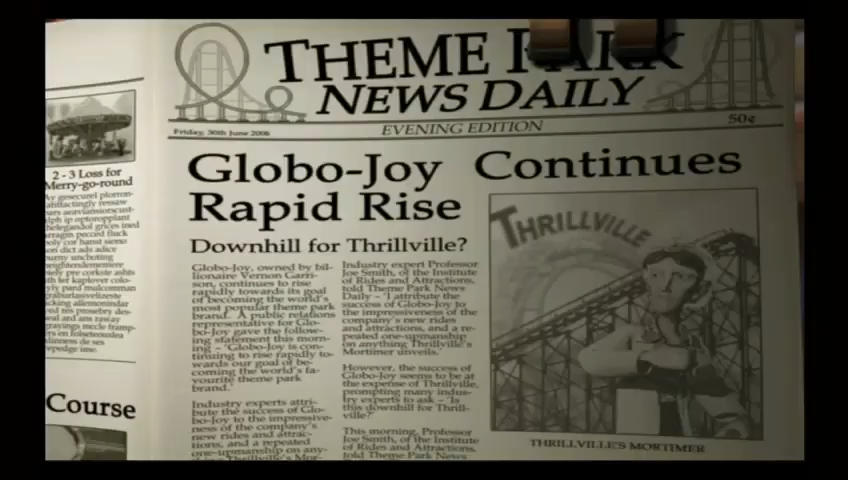 THEME PARK
NEWS DAILY
Friday, 30th June 2006
EVENING EDITION
50¢
2 - 3 Loss for
Merry-go-round
Course
Globo-Joy Continues
Rapid Rise
Downhill for Thrillville?
Globo-Joy, owned by bil-
lionaire Vernon Garri-
son, continues to rise
rapidly towards its goal
of becoming the world's
most popular theme park
brand. A public relations
representative for Glo-
bo-Joy gave the follow-
ing statement this morn-
ing – 'Globo-Joy is con-
tinuing to rise rapidly to-
wards our goal of be-
coming the world's fa-
vourite theme park
brand.'
Industry experts attri-
bute the success of Glo-
bo-Joy to the impressive-
ness of the company's
new rides and attrac-
tions, and a repeated
one-upmanship on any-
Industry expert Professor
Joe Smith, of the Institute
of Rides and Attractions,
told Theme Park News
Daily – 'I attribute the
success of Globo-Joy to
the impressiveness of the
company's new rides
and attractions, and a re-
peated one-upmanship
on anything Thrillville's
Mortimer unveils.'
However, the success of
Globo-Joy seems to be at
the expense of Thrillville,
prompting many indus-
try experts to ask – 'Is
this downhill for Thrill-
ville?'
This morning, Professor
Joe Smith, of the Institute
of Rides and Attractions,
told Theme Park News
THRILLVILLE
THRILLVILLE'S MORTIMER